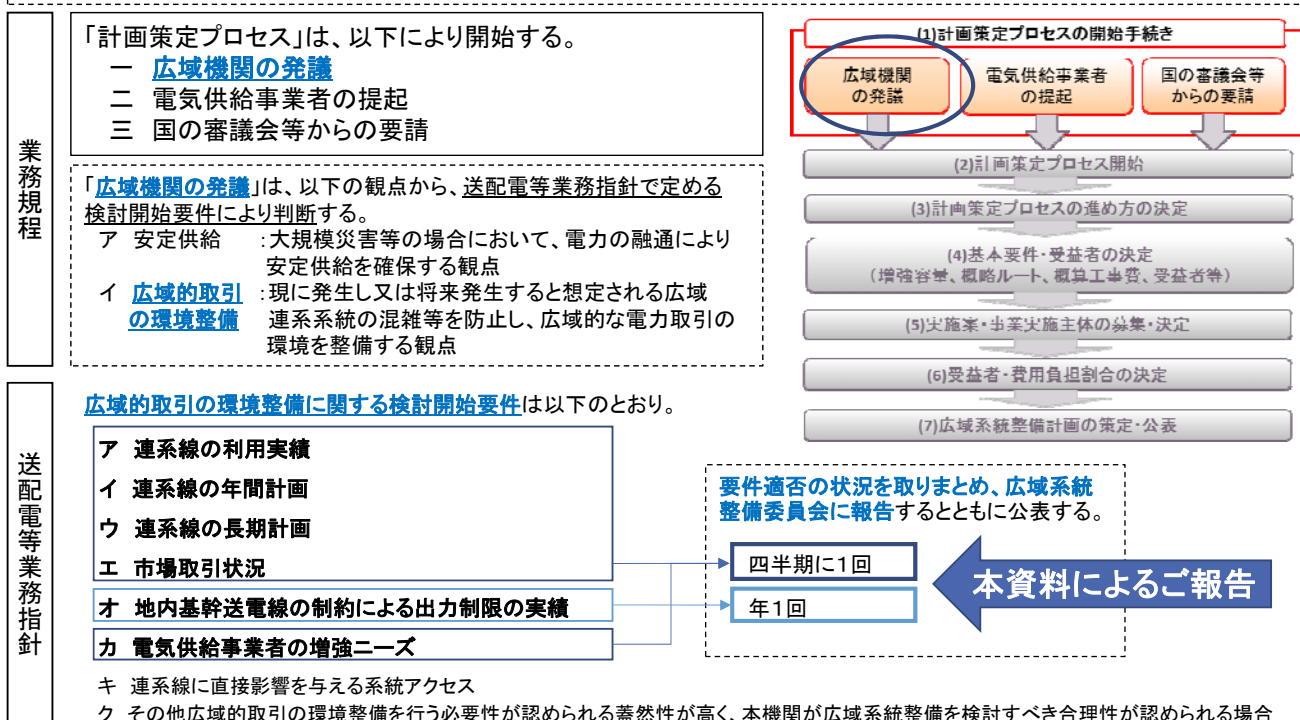 業務規程
「計画策定プロセス」は、以下により開始する。
一 広域機関の発議
二 電気供給事業者の提起
三 国の審議会等からの要請
「広域機関の発議」は、以下の観点から、送配電等業務指針で定める
検討開始要件により判断する。
ア 安定供給 :大規模災害等の場合において、電力の融通により
安定供給を確保する観点
イ 広域的取引 :現に発生し又は将来発生すると想定される広域
の環境整備 連系系統の混雑等を防止し、広域的な電力取引の
環境を整備する観点
(1)計画策定プロセスの開始手続き
広域機関
の発議
電気供給事業者
の提起
国の審議会等
からの要請
(2)計画策定プロセス開始
(3)計画策定プロセスの進め方の決定
(4)基本要件・受益者の決定
(増強容量、概略ルート、概算工事費、受益者等)
(5)実施案・事業実施主体の募集・決定
(6)受益者・費用負担割合の決定
(7)広域系統整備計画の策定・公表
送配電等業務指針
広域的取引の環境整備に関する検討開始要件は以下のとおり。
ア 連系線の利用実績
イ 連系線の年間計画
ウ 連系線の長期計画
エ 市場取引状況
オ 地内基幹送電線の制約による出力制限の実績
カ 電気供給事業者の増強ニーズ
キ 連系線に直接影響を与える系統アクセス
ク その他広域的取引の環境整備を行う必要性が認められる蓋然性が高く、本機関が広域系統整備を検討すべき合理性が認められる場合
要件適否の状況を取りまとめ、広域系統
整備委員会に報告するとともに公表する。
四半期に1回
年1回
本資料によるご報告